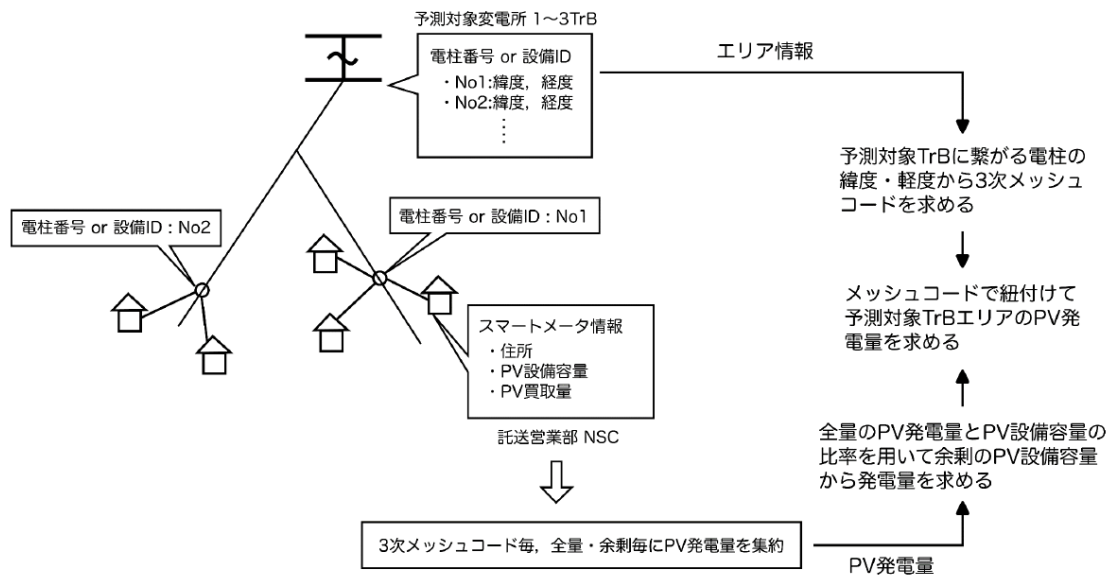 予測対象変電所 1〜3TrB
電柱番号 or 設備ID
・No1:緯度，経度
・No2:緯度，経度
⋮
エリア情報
予測対象TrBに繋がる電柱の
緯度・軽度から3次メッシュ
コードを求める
電柱番号 or 設備ID：No2
電柱番号 or 設備ID：No1
メッシュコードで紐付けて
予測対象TrBエリアのPV発
電量を求める
スマートメータ情報
・住所
・PV設備容量
・PV買取量
託送営業部 NSC
全量のPV発電量とPV設備容量の
比率を用いて余剰のPV設備容量
から発電量を求める
3次メッシュコード毎，全量・余剰毎にPV発電量を集約
PV発電量